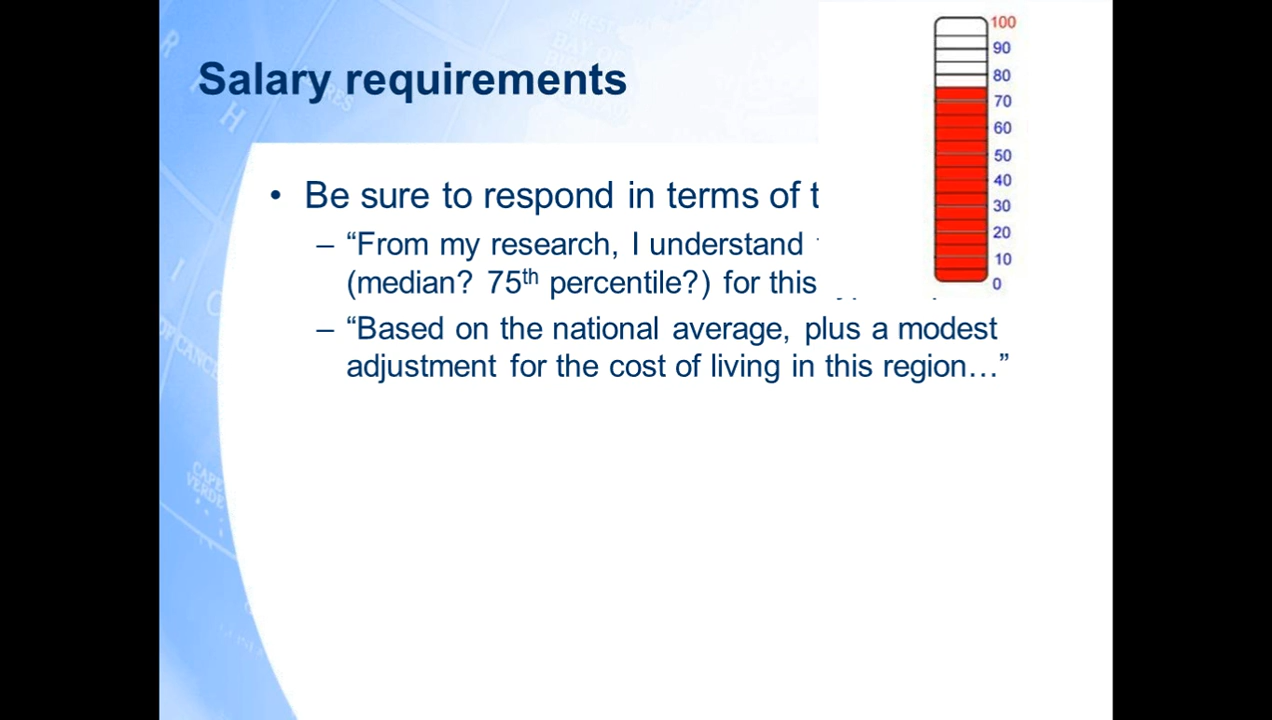 Salary requirements
100
90
80
70
60
50
40
30
20
10
0
• Be sure to respond in terms of
– “From my research, I understand
(median? 75th percentile?) for this
– “Based on the national average, plus a modest
adjustment for the cost of living in this region…”
CAPE
VERDE